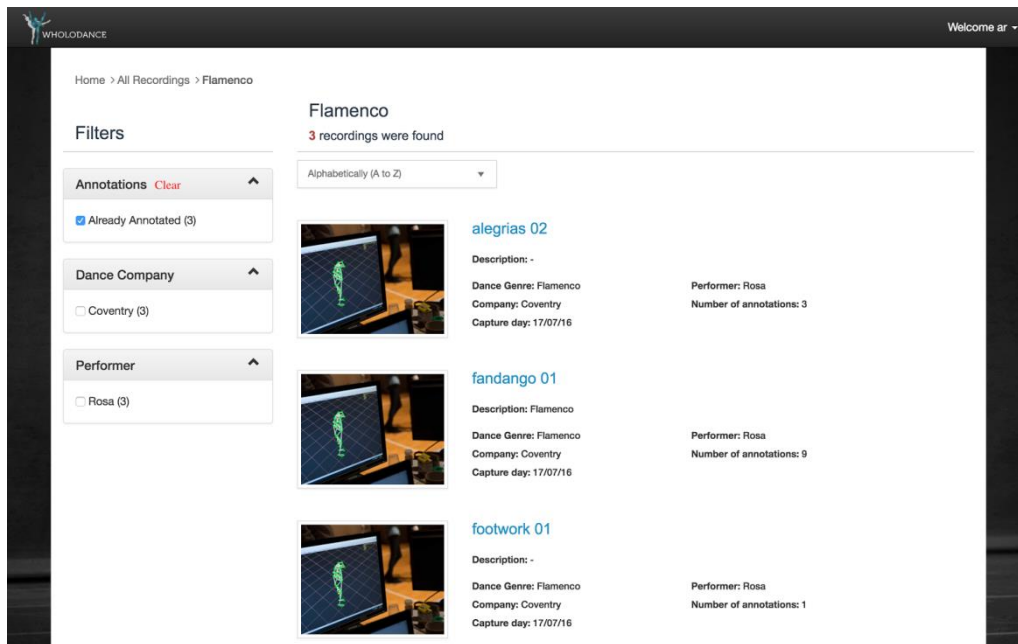 WHOLODANCE
Welcome ar
Home > All Recordings > Flamenco
Filters
Annotations Clear
Already Annotated (3)
Dance Company
Coventry (3)
Performer
Rosa (3)
Flamenco
3 recordings were found
Alphabetically (A to Z)
alegrias 02
Description: -
Dance Genre: Flamenco
Performer: Rosa
Company: Coventry
Number of annotations: 3
Capture day: 17/07/16
fandango 01
Description: Flamenco
Dance Genre: Flamenco
Performer: Rosa
Company: Coventry
Number of annotations: 9
Capture day: 17/07/16
footwork 01
Description: -
Dance Genre: Flamenco
Performer: Rosa
Company: Coventry
Number of annotations: 1
Capture day: 17/07/16